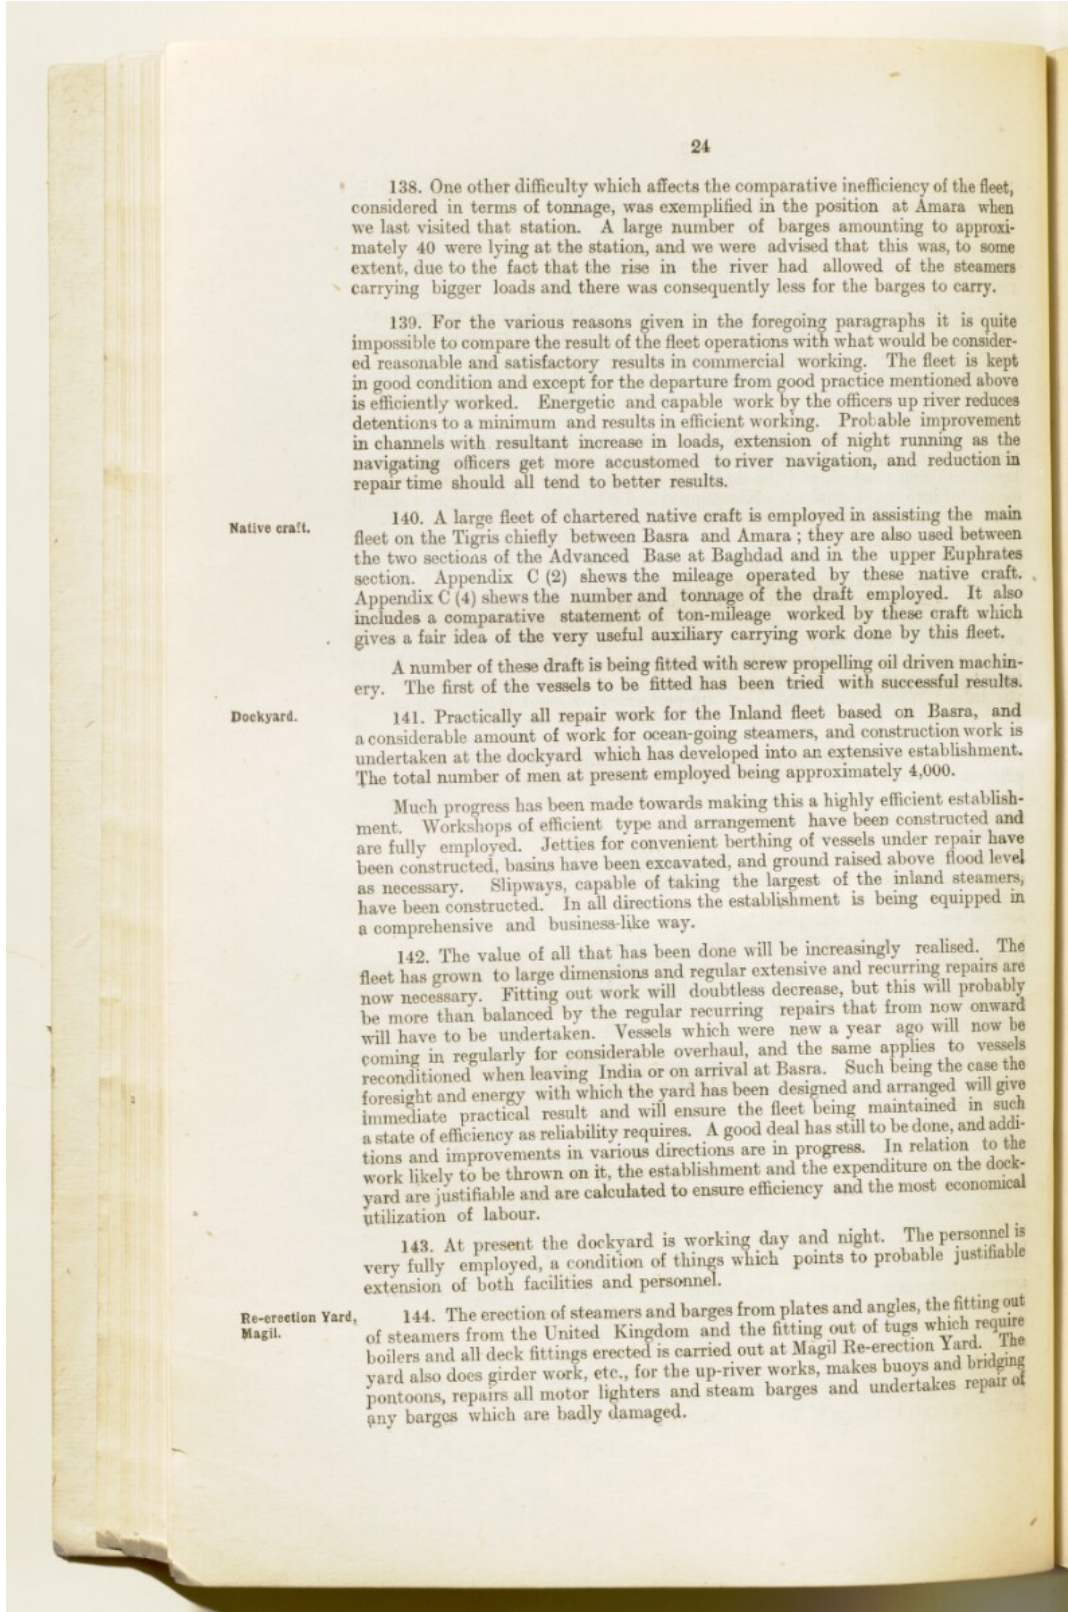 24
138. One other difficulty which affects the comparative inefficiency of the fleet,
considered in terms of tonnage, was exemplified in the position at Amara when
we last visited that station. A large number of barges amounting to approxi-
mately 40 were lying at the station, and we were advised that this was, to some
extent, due to the fact that the rise in the river had allowed of the steamers
carrying bigger loads and there was consequently less for the barges to carry.
139. For the various reasons given in the foregoing paragraphs it is quite
impossible to compare the result of the fleet operations with what would be consider-
ed reasonable and satisfactory results in commercial working. The fleet is kept
in good condition and except for the departure from good practice mentioned above
is efficiently worked. Energetic and capable work by the officers up river reduces
detentions to a minimum and results in efficient working. Probable improvement
in channels with resultant increase in loads, extension of night running as the
navigating officers get more accustomed to river navigation, and reduction in
repair time should all tend to better results.
Native craft.
140. A large fleet of chartered native craft is employed in assisting the main
fleet on the Tigris chiefly between Basra and Amara ; they are also used between
the two sections of the Advanced Base at Baghdad and in the upper Euphrates
section. Appendix C (2) shews the mileage operated by these native craft.
Appendix C (4) shews the number and tonnage of the draft employed. It also
includes a comparative statement of ton-mileage worked by these craft which
gives a fair idea of the very useful auxiliary carrying work done by this fleet.
A number of these draft is being fitted with screw propelling oil driven machin-
ery. The first of the vessels to be fitted has been tried with successful results.
Dockyard.
141. Practically all repair work for the Inland fleet based on Basra, and
a considerable amount of work for ocean-going steamers, and construction work is
undertaken at the dockyard which has developed into an extensive establishment.
The total number of men at present employed being approximately 4,000.
Much progress has been made towards making this a highly efficient establish-
ment. Workshops of efficient type and arrangement have been constructed and
are fully employed. Jetties for convenient berthing of vessels under repair have
been constructed, basins have been excavated, and ground raised above flood level
as necessary. Slipways, capable of taking the largest of the inland steamers,
have been constructed. In all directions the establishment is being equipped in
a comprehensive and business-like way.
142. The value of all that has been done will be increasingly realised. The
fleet has grown to large dimensions and regular extensive and recurring repairs are
now necessary. Fitting out work will doubtless decrease, but this will probably
be more than balanced by the regular recurring repairs that from now onward
will have to be undertaken. Vessels which were new a year ago will now be
coming in regularly for considerable overhaul, and the same applies to vessels
reconditioned when leaving India or on arrival at Basra. Such being the case the
foresight and energy with which the yard has been designed and arranged will give
immediate practical result and will ensure the fleet being maintained in such
a state of efficiency as reliability requires. A good deal has still to be done, and addi-
tions and improvements in various directions are in progress. In relation to the
work likely to be thrown on it, the establishment and the expenditure on the dock-
yard are justifiable and are calculated to ensure efficiency and the most economical
utilization of labour.
143. At present the dockyard is working day and night. The personnel is
very fully employed, a condition of things which points to probable justifiable
extension of both facilities and personnel.
Re-erection Yard,
Magil.
144. The erection of steamers and barges from plates and angles, the fitting out
of steamers from the United Kingdom and the fitting out of tugs which require
boilers and all deck fittings erected is carried out at Magil Re-erection Yard. The
yard also does girder work, etc., for the up-river works, makes buoys and bridging
pontoons, repairs all motor lighters and steam barges and undertakes repair of
any barges which are badly damaged.